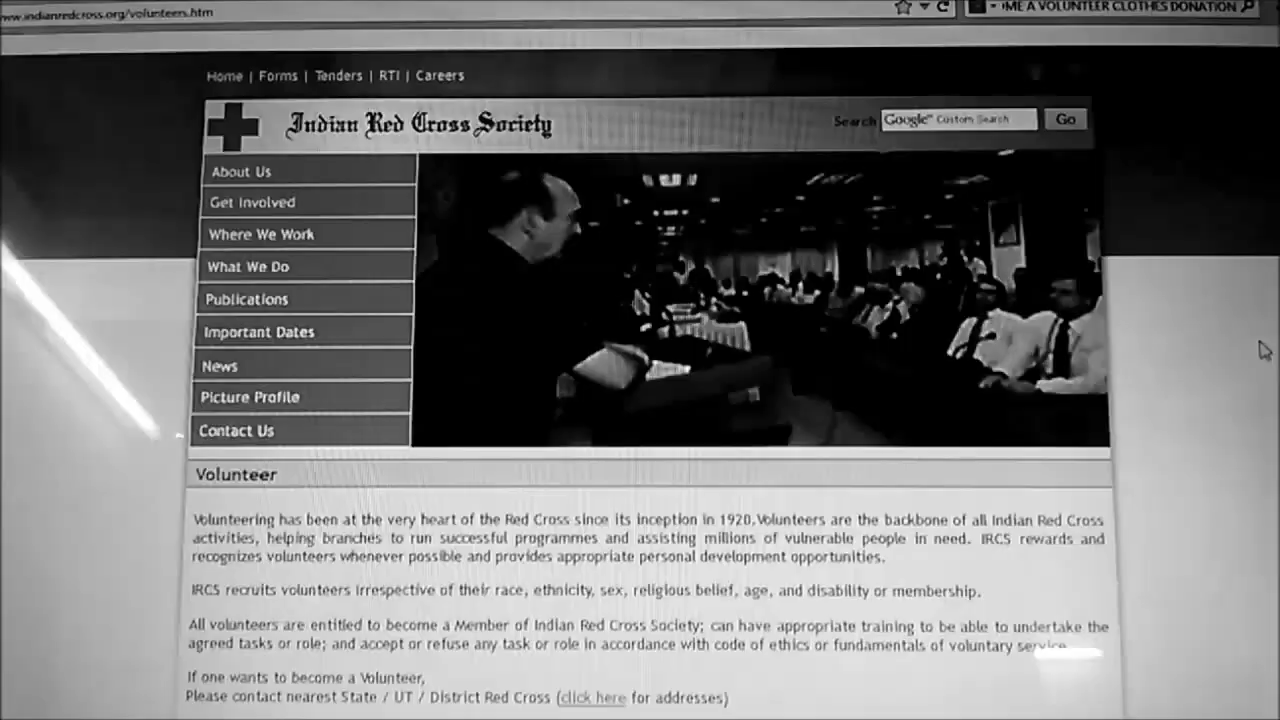 www.indianredcross.org/volunteers.htm
ME A VOLUNTEER CLOTHES DONATION
Home | Forms | Tenders | RTI | Careers
Indian Red Cross Society
Search Google™ Custom Search Go
About Us
Get Involved
Where We Work
What We Do
Publications
Important Dates
News
Picture Profile
Contact Us
Volunteer
Volunteering has been at the very heart of the Red Cross since its inception in 1920.Volunteers are the backbone of all Indian Red Cross
activities, helping branches to run successful programmes and assisting millions of vulnerable people in need. IRCS rewards and
recognizes volunteers whenever possible and provides appropriate personal development opportunities.
IRCS recruits volunteers irrespective of their race, ethnicity, sex, religious belief, age, and disability or membership.
All volunteers are entitled to become a Member of Indian Red Cross Society; can have appropriate training to be able to undertake the
agreed tasks or role; and accept or refuse any task or role in accordance with code of ethics or fundamentals of voluntary service.
If one wants to become a Volunteer,
Please contact nearest State / UT / District Red Cross (click here for addresses)